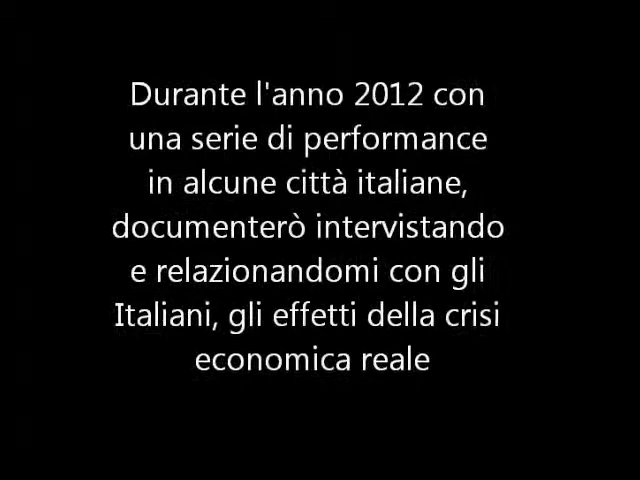 Durante l'anno 2012 con
una serie di performance
in alcune città italiane,
documenterò intervistando
e relazionandomi con gli
Italiani, gli effetti della crisi
economica reale